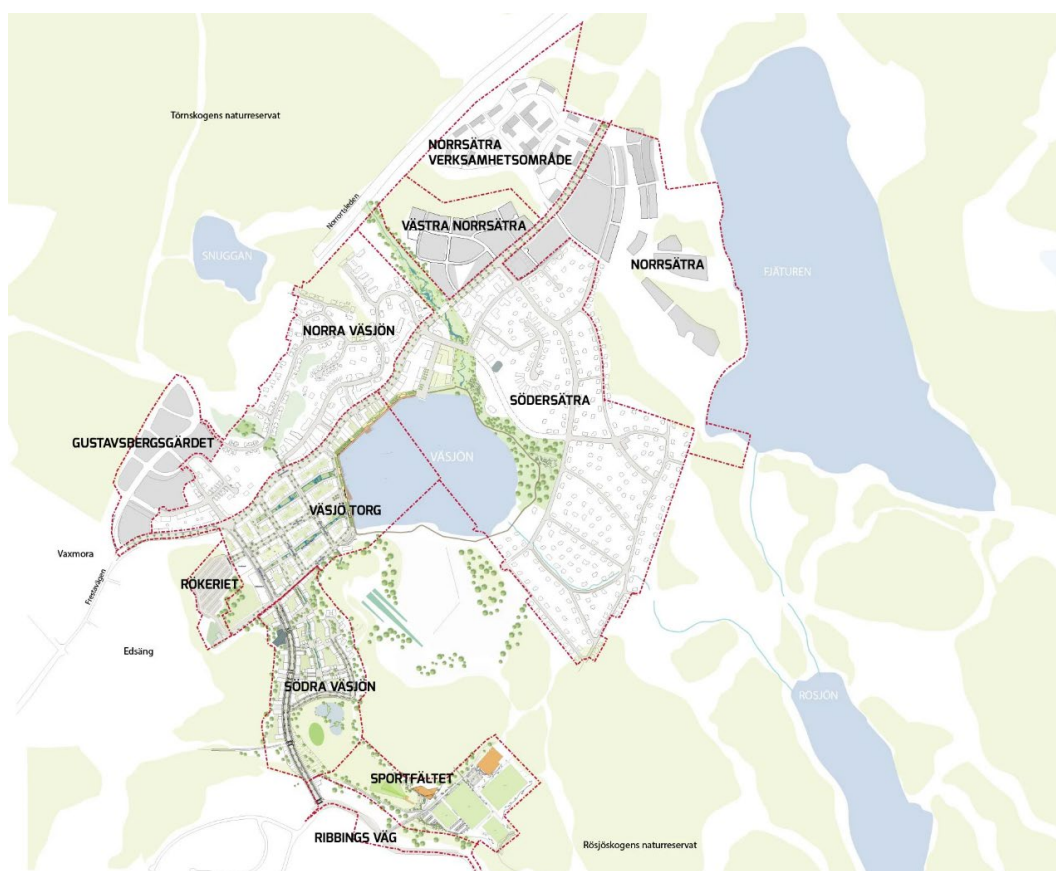 Törnskogens naturreservat
NORRSÄTRA
VERKSAMHETSOMRÅDE
Norrortsleden
VÄSTRA NORRSÄTRA
SNUGGAN
NORRSÄTRA
FJÄTUREN
NORRA VÄSJÖN
SÖDERSÄTRA
GUSTAVSBERGSGÄRDET
VÄSJÖN
VÄSJÖ TORG
Vaxmora
RÖKERIET
Frestavägen
Edsäng
SÖDRA VÄSJÖN
RÖSJÖN
SPORTFÄLTET
RIBBINGS VÄG
Rösjöskogens naturreservat